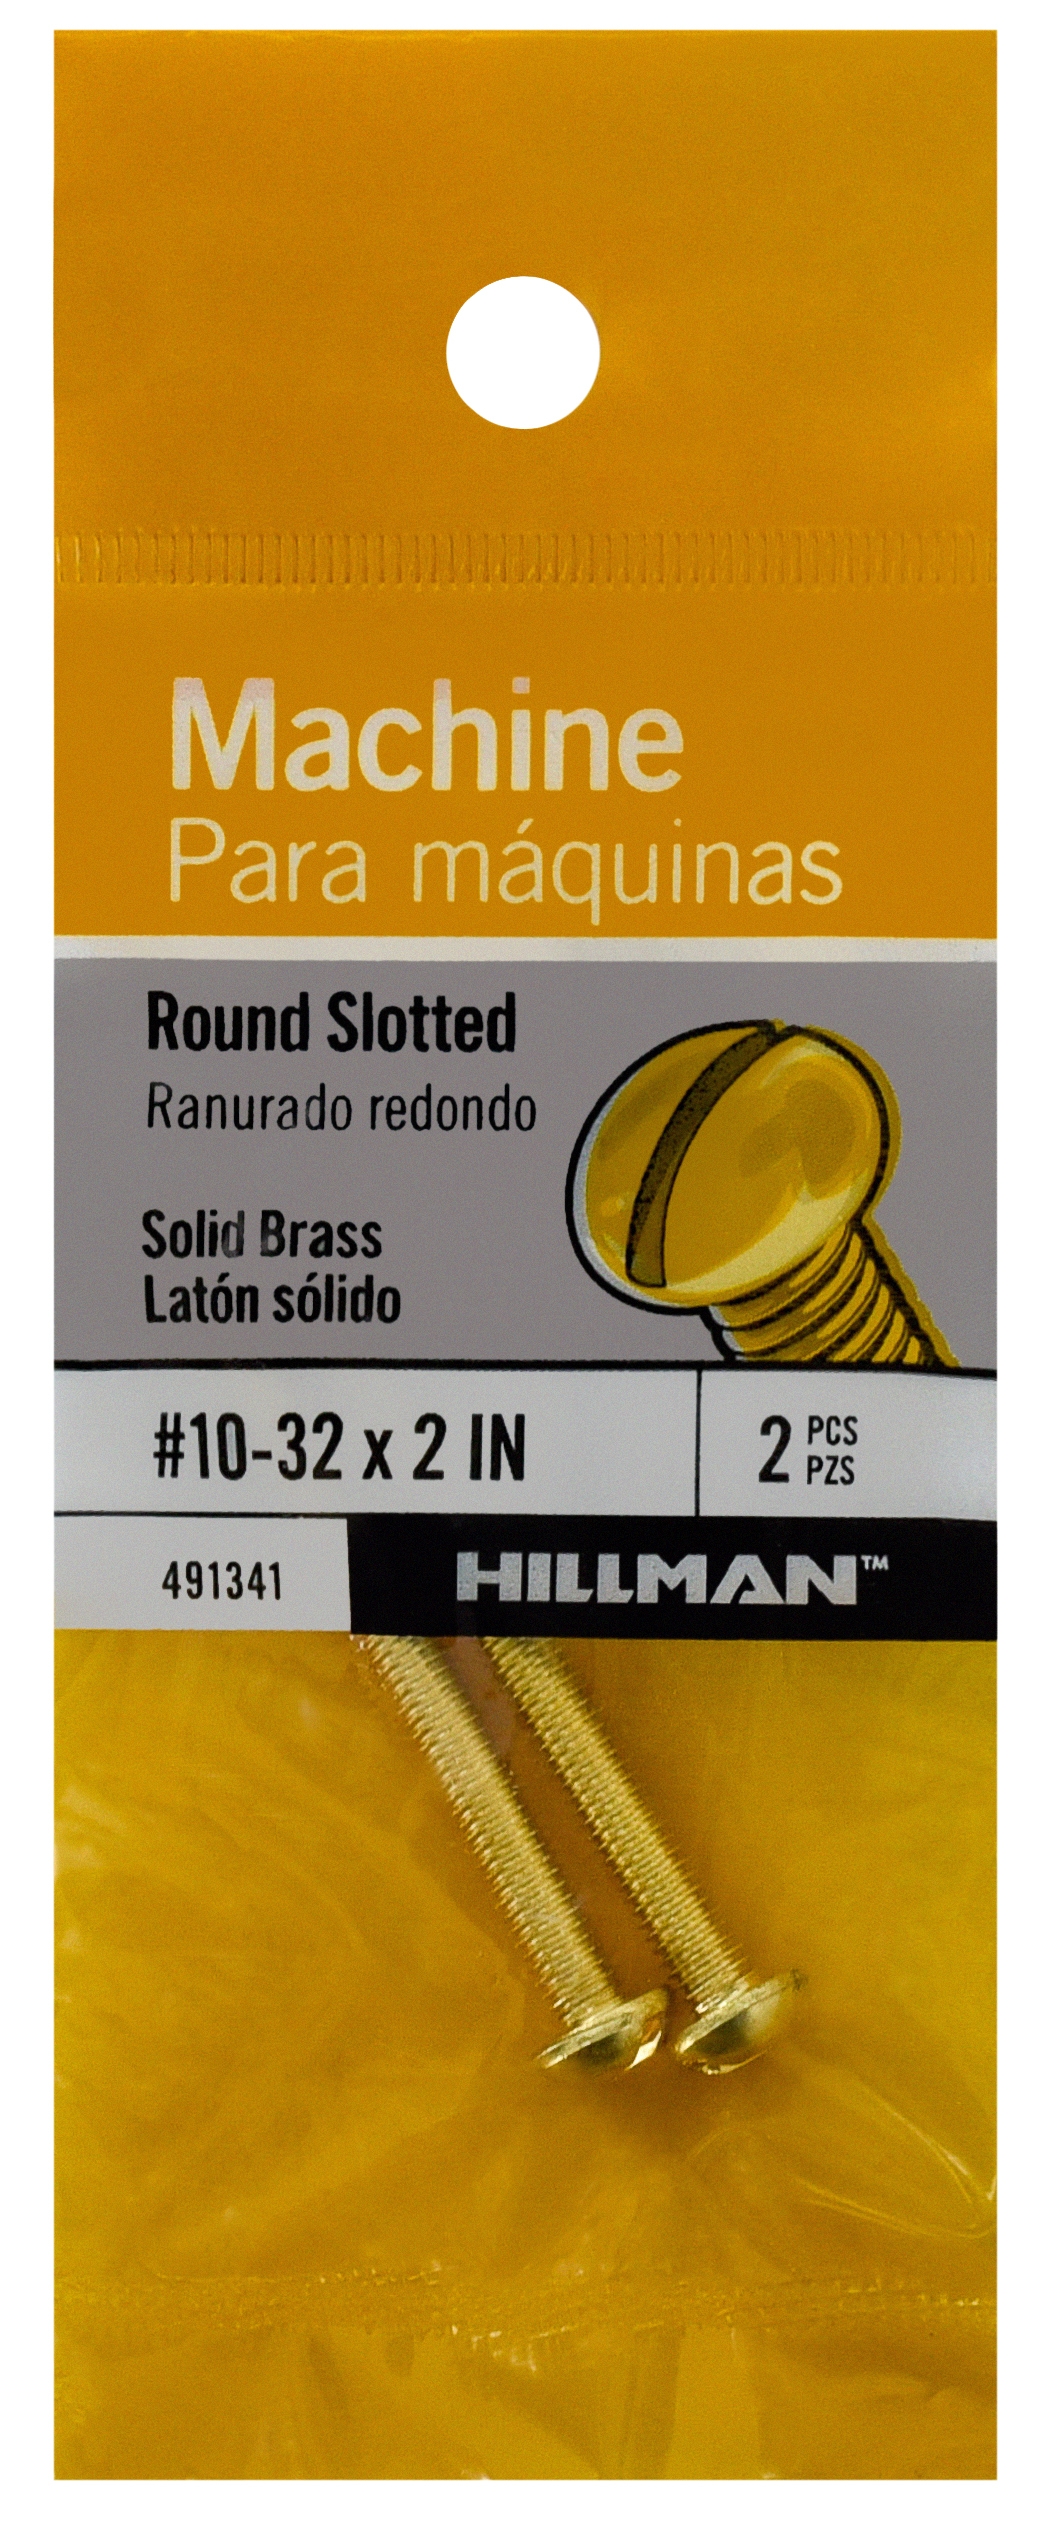 Machine
Para máquinas
Round Slotted
Ranurado redondo
Solid Brass
Latón sólido
#10-32 x 2 IN
2 PCS
PZS
491341
HILLMAN™